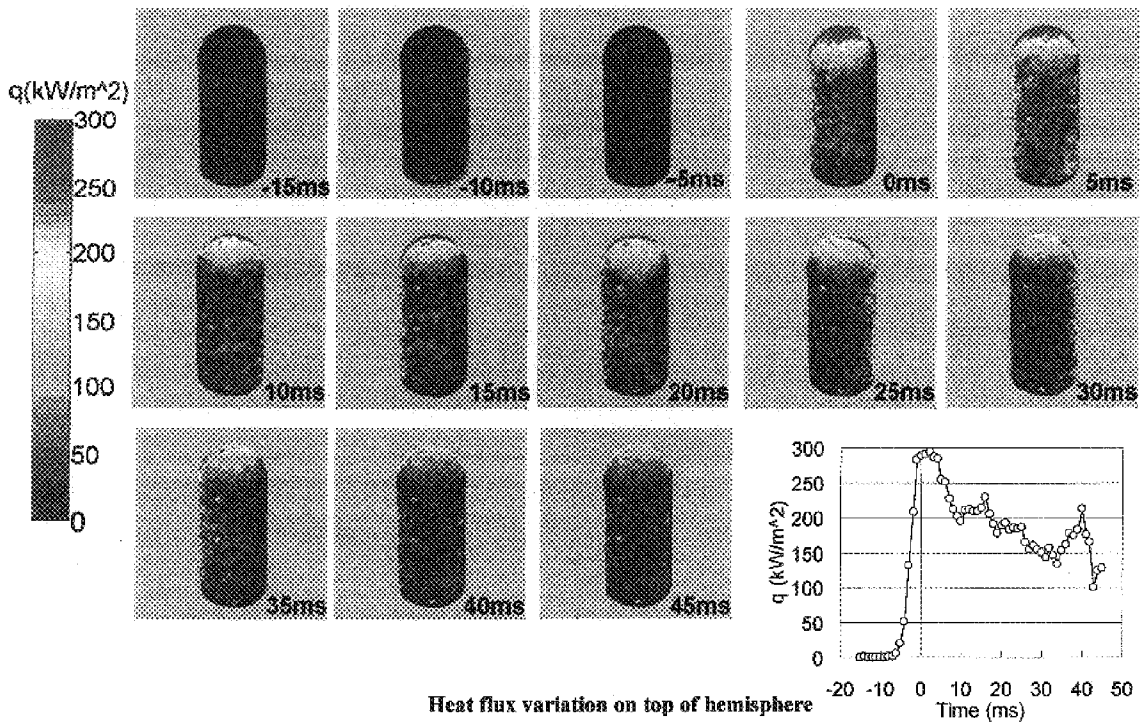 q(kW/m^2)
300
250
200
150
100
50
0
-15ms
-10ms
-5ms
0ms
5ms
10ms
15ms
20ms
25ms
30ms
35ms
40ms
45ms
q (kW/m^2)
300
250
200
150
100
50
0
-20 -10 0 10 20 30 40 50
Time (ms)
Heat flux variation on top of hemisphere